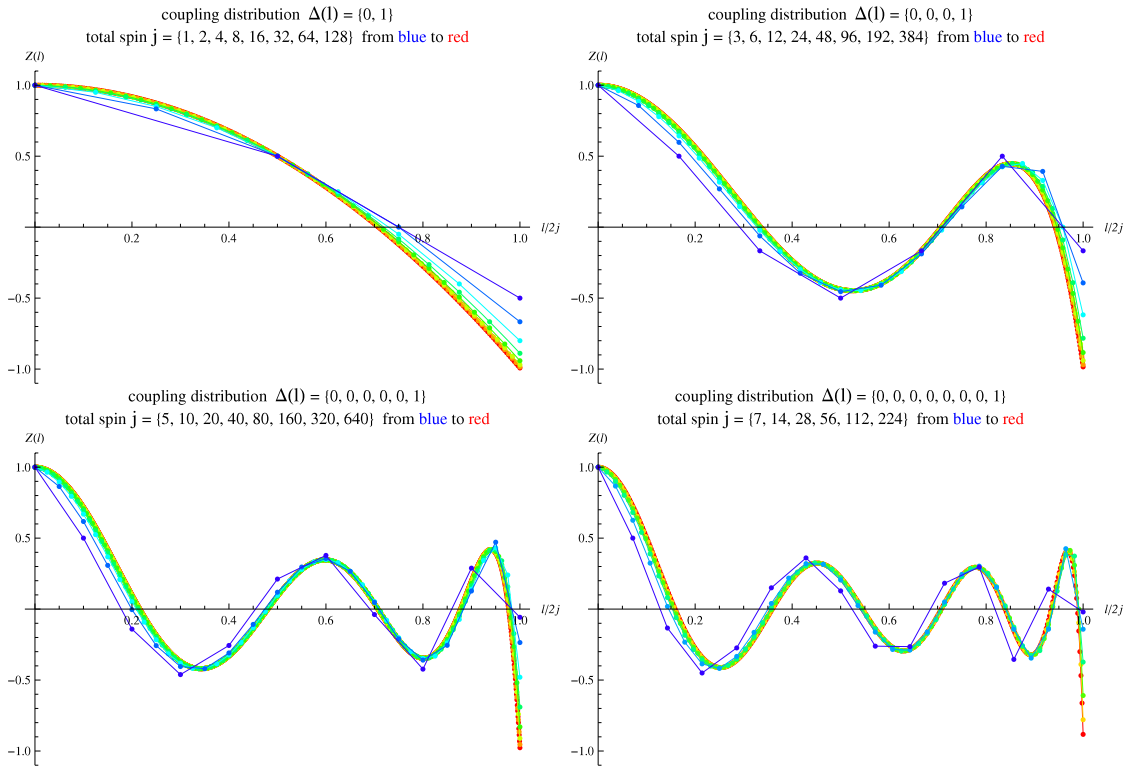 coupling distribution Δ(l) = {0, 1}
total spin j = {1, 2, 4, 8, 16, 32, 64, 128} from blue to red
Z(l)
1.0
0.5
-0.5
-1.0
0.2
0.4
0.6
0.8
1.0
l/2j
coupling distribution Δ(l) = {0, 0, 0, 1}
total spin j = {3, 6, 12, 24, 48, 96, 192, 384} from blue to red
Z(l)
1.0
0.5
-0.5
-1.0
0.2
0.4
0.6
0.8
1.0
l/2j
coupling distribution Δ(l) = {0, 0, 0, 0, 0, 1}
total spin j = {5, 10, 20, 40, 80, 160, 320, 640} from blue to red
Z(l)
1.0
0.5
-0.5
-1.0
0.2
0.4
0.6
0.8
1.0
l/2j
coupling distribution Δ(l) = {0, 0, 0, 0, 0, 0, 0, 1}
total spin j = {7, 14, 28, 56, 112, 224} from blue to red
Z(l)
1.0
0.5
-0.5
-1.0
0.2
0.4
0.6
0.8
1.0
l/2j